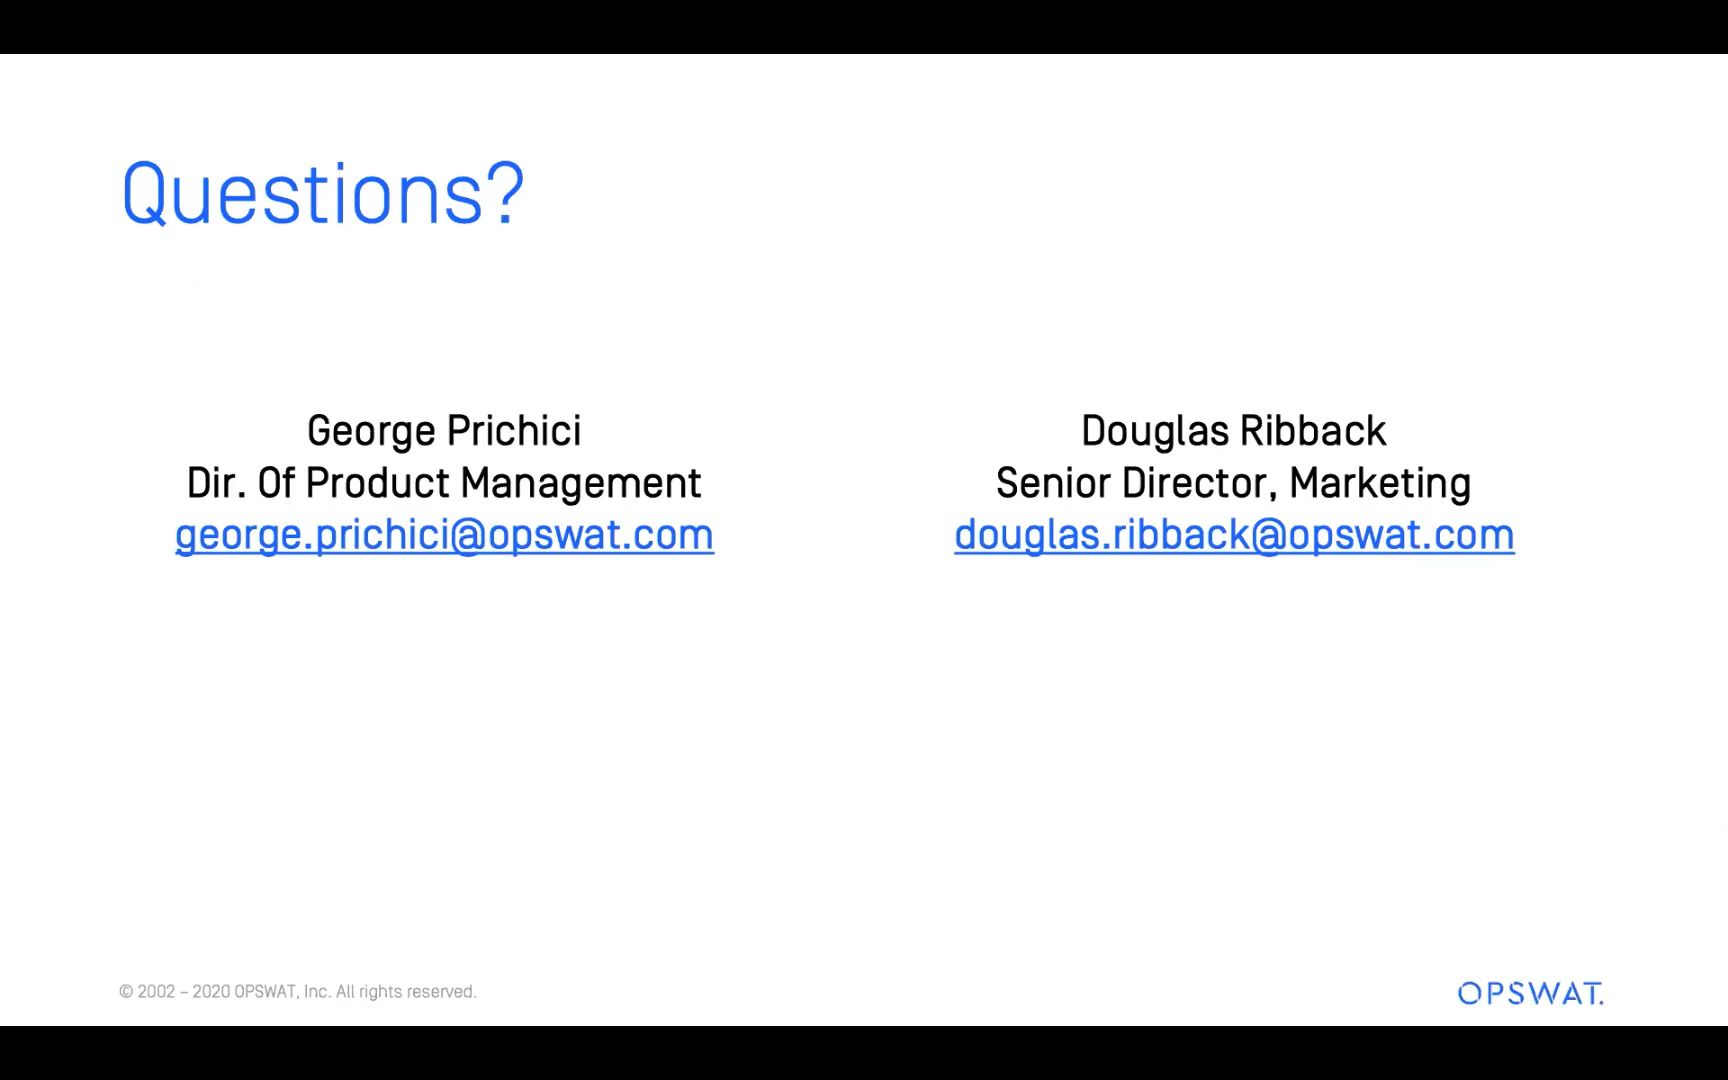 Questions?
George Prichici
Dir. Of Product Management
george.prichici@opswat.com
Douglas Ribback
Senior Director, Marketing
douglas.ribback@opswat.com
© 2002 – 2020 OPSWAT, Inc. All rights reserved.
OPSWAT.